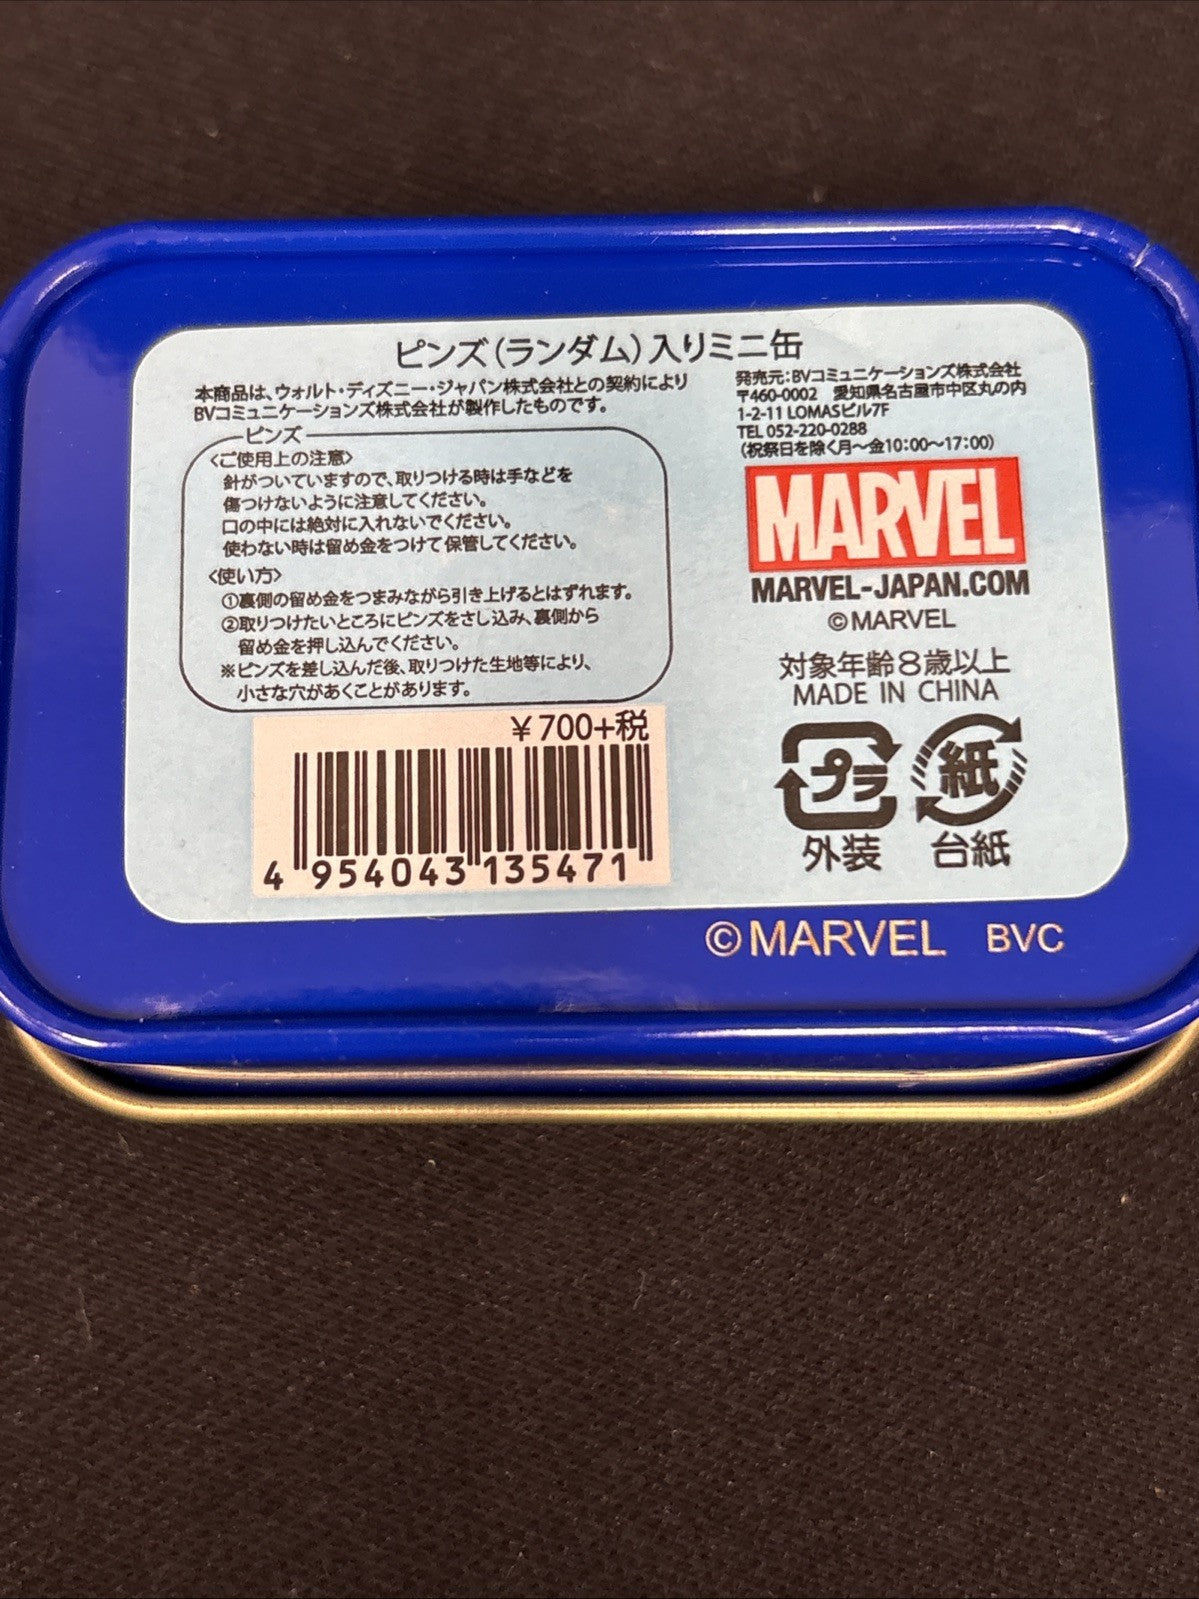 ピンズ(ランダム)入りミニ缶
本商品は、ウォルト・ディズニー・ジャパン株式会社との契約により
BVコミュニケーションズ株式会社が製作したものです。
ピンズ
〈ご使用上の注意〉
針がついていますので、取りつける時は手などを
傷つけないように注意してください。
口の中には絶対に入れないでください。
使わない時は留め金をつけて保管してください。
〈使い方〉
①裏側の留め金をつまみながら引き上げるとはずれます。
②取りつけたいところにピンズをさし込み、裏側から
留め金を押し込んでください。
※ピンズを差し込んだ後、取りつけた生地等により、
小さな穴があくことがあります。
¥700+税
4 954043 135471
発売元:BVコミュニケーションズ株式会社
〒460-0002 愛知県名古屋市中区丸の内
1-2-11 LOMASビル7F
TEL 052-220-0288
(祝祭日を除く月〜金10:00〜17:00)
MARVEL
MARVEL-JAPAN.COM
©MARVEL
対象年齢8歳以上
MADE IN CHINA
プラ 紙
外装 台紙
©MARVEL BVC